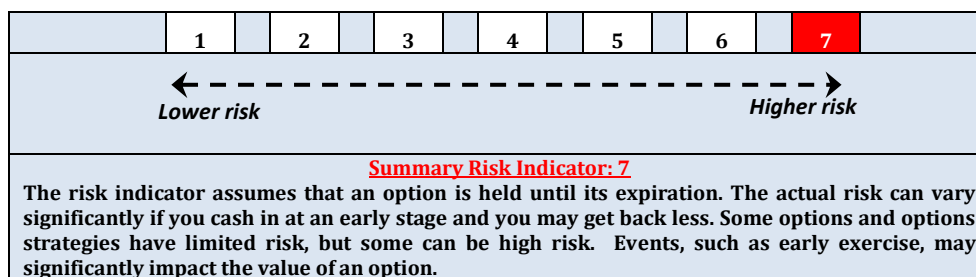 1 2 3 4 5 6 7
Lower risk Higher risk
Summary Risk Indicator: 7
The risk indicator assumes that an option is held until its expiration. The actual risk can vary
significantly if you cash in at an early stage and you may get back less. Some options and options
strategies have limited risk, but some can be high risk. Events, such as early exercise, may
significantly impact the value of an option.